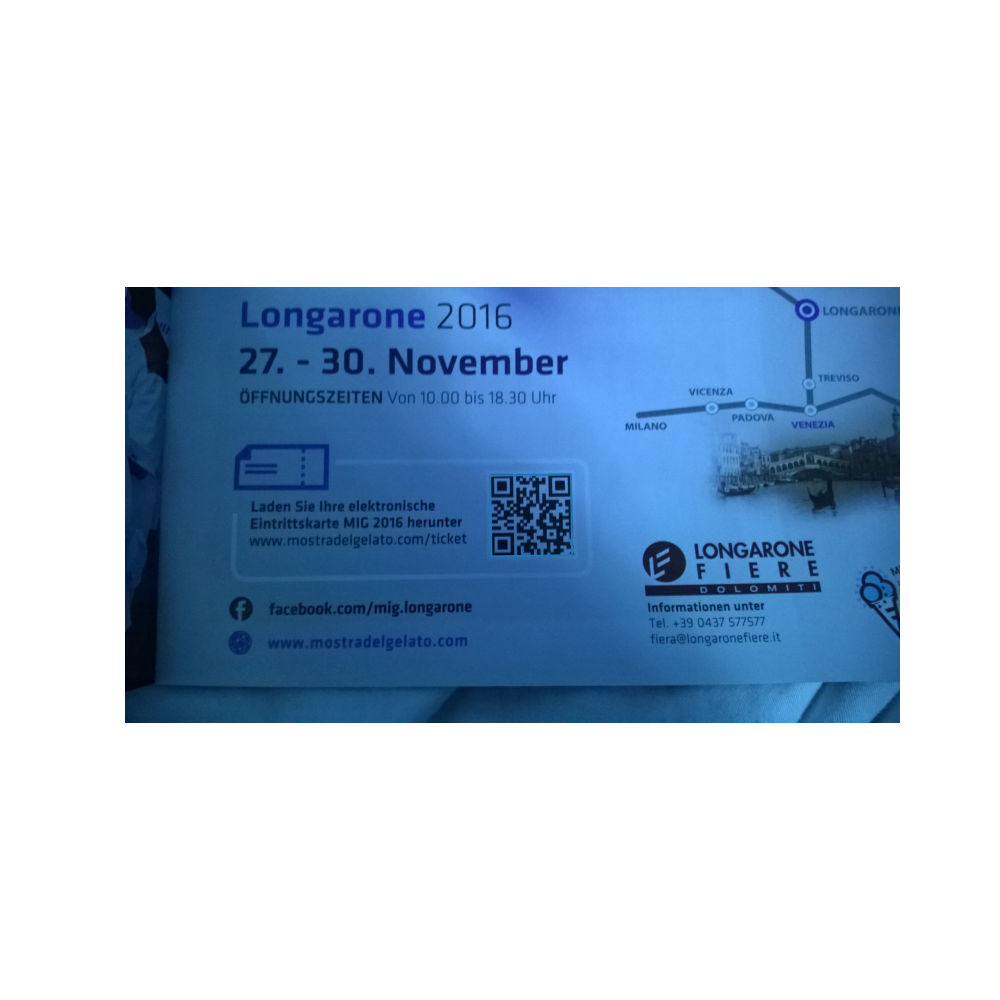 Longarone 2016
27. - 30. November
ÖFFNUNGSZEITEN Von 10.00 bis 18.30 Uhr
Laden Sie Ihre elektronische
Eintrittskarte MIG 2016 herunter
www.mostradelgelato.com/ticket
facebook.com/mig.longarone
www.mostradelgelato.com
LONGARONE
TREVISO
VICENZA
PADOVA
MILANO
VENEZIA
LONGARONE
FIERE
DOLOMITI
Informationen unter
Tel. +39 0437 577577
fiera@longaronefiere.it